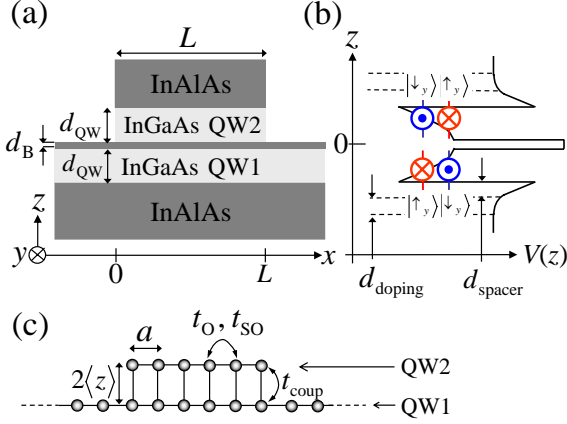 (a)
L
InAlAs
d_QW
InGaAs QW2
d_B
d_QW
InGaAs QW1
z
InAlAs
y
0
L
x
(b)
z
|↓_y⟩|↑_y⟩
0
|↑_y⟩|↓_y⟩
V(z)
d_doping
d_spacer
(c)
a
t_O, t_SO
2⟨z⟩
t_coup
QW2
QW1